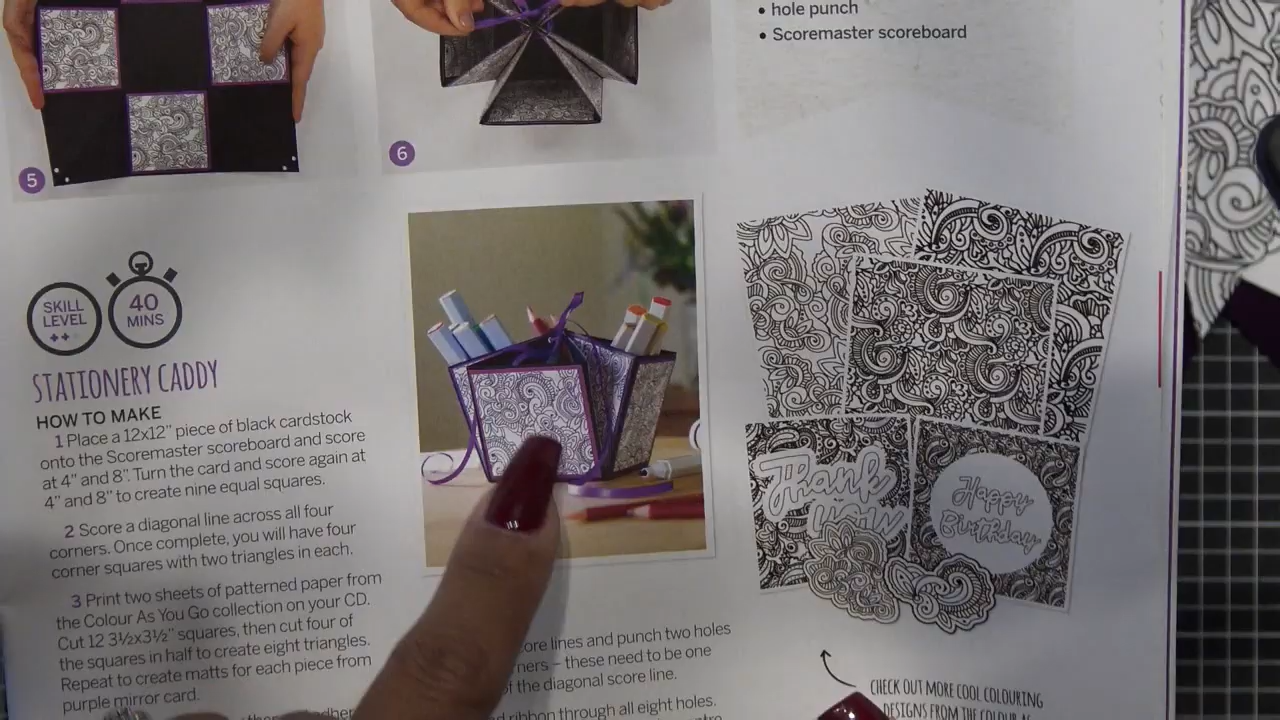 • hole punch
• Scoremaster scoreboard
5
6
SKILL
LEVEL
40
MINS
STATIONERY CADDY
HOW TO MAKE
1 Place a 12x12" piece of black cardstock
onto the Scoremaster scoreboard and score
at 4" and 8". Turn the card and score again at
4" and 8" to create nine equal squares.
2 Score a diagonal line across all four
corners. Once complete, you will have four
corner squares with two triangles in each.
3 Print two sheets of patterned paper from
the Colour As You Go collection on your CD.
Cut 12 3½x3½" squares, then cut four of
the squares in half to create eight triangles.
Repeat to create matts for each piece from
purple mirror card.
lines and punch two holes
– these need to be one
of the diagonal score line.
ribbon through all eight holes.
Thank
you
Happy
Birthday
CHECK OUT MORE COOL COLOURING
DESIGNS FROM THE COLOUR AS